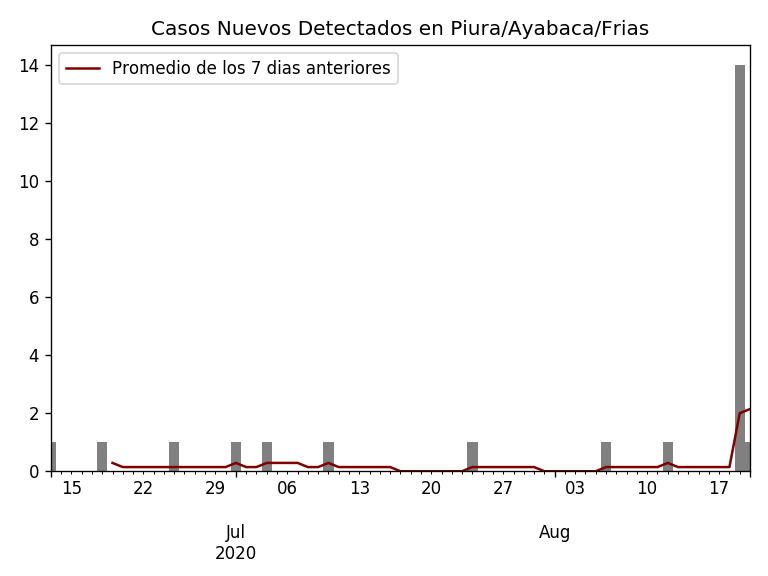 Casos Nuevos Detectados en Piura/Ayabaca/Frias
Promedio de los 7 dias anteriores
14
12
10
8
6
4
2
0
15 22 29 06 13 20 27 03 10 17
Jul Aug
2020